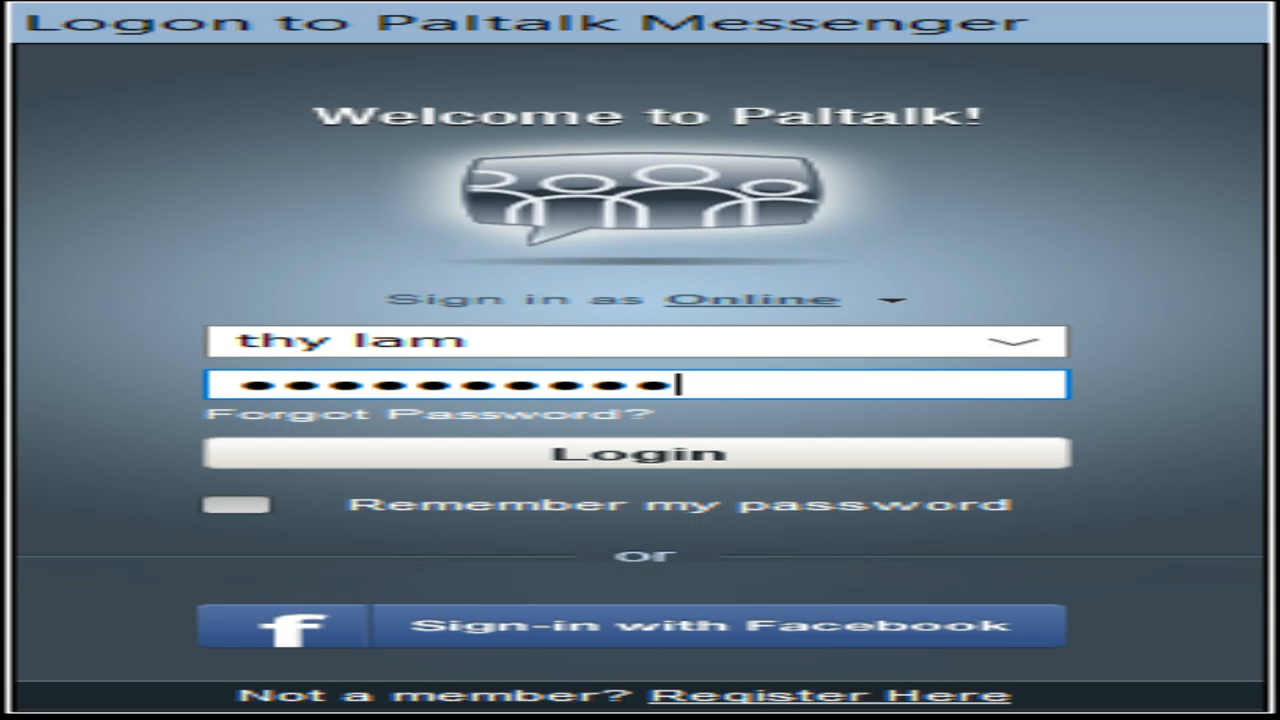 Logon to Paltalk Messenger
Welcome to Paltalk!
Sign in as Online
thy lam
Forgot Password?
Login
Remember my password
or
f Sign-in with Facebook
Not a member? Register Here